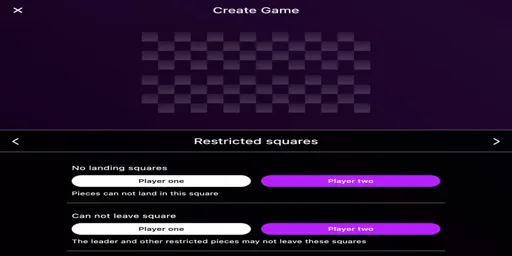 Create Game
Restricted squares
No landing squares
Player one Player two
Pieces can not land in this square
Can not leave square
Player one Player two
The leader and other restricted pieces may not leave these squares